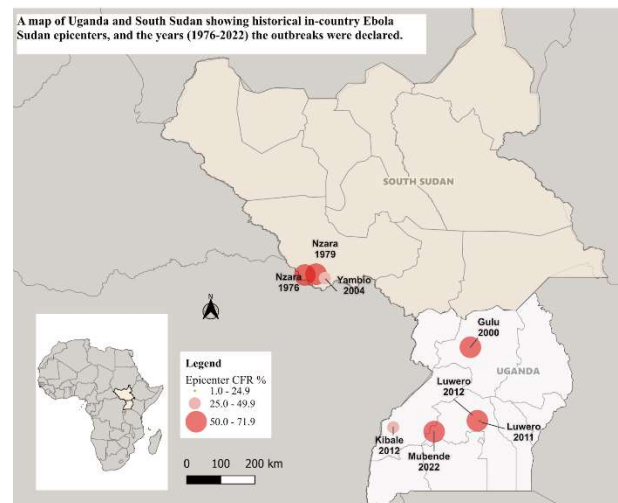 A map of Uganda and South Sudan showing historical in-country Ebola
Sudan epicenters, and the years (1976-2022) the outbreaks were declared.
SOUTH SUDAN
Nzara
1979
Nzara
1976
Yambio
2004
N
Gulu
2000
UGANDA
Luwero
2012
Luwero
2011
Kibale
2012
Mubende
2022
Legend
Epicenter CFR %
1.0 - 24.9
25.0 - 49.9
50.0 - 71.9
0 100 200 km